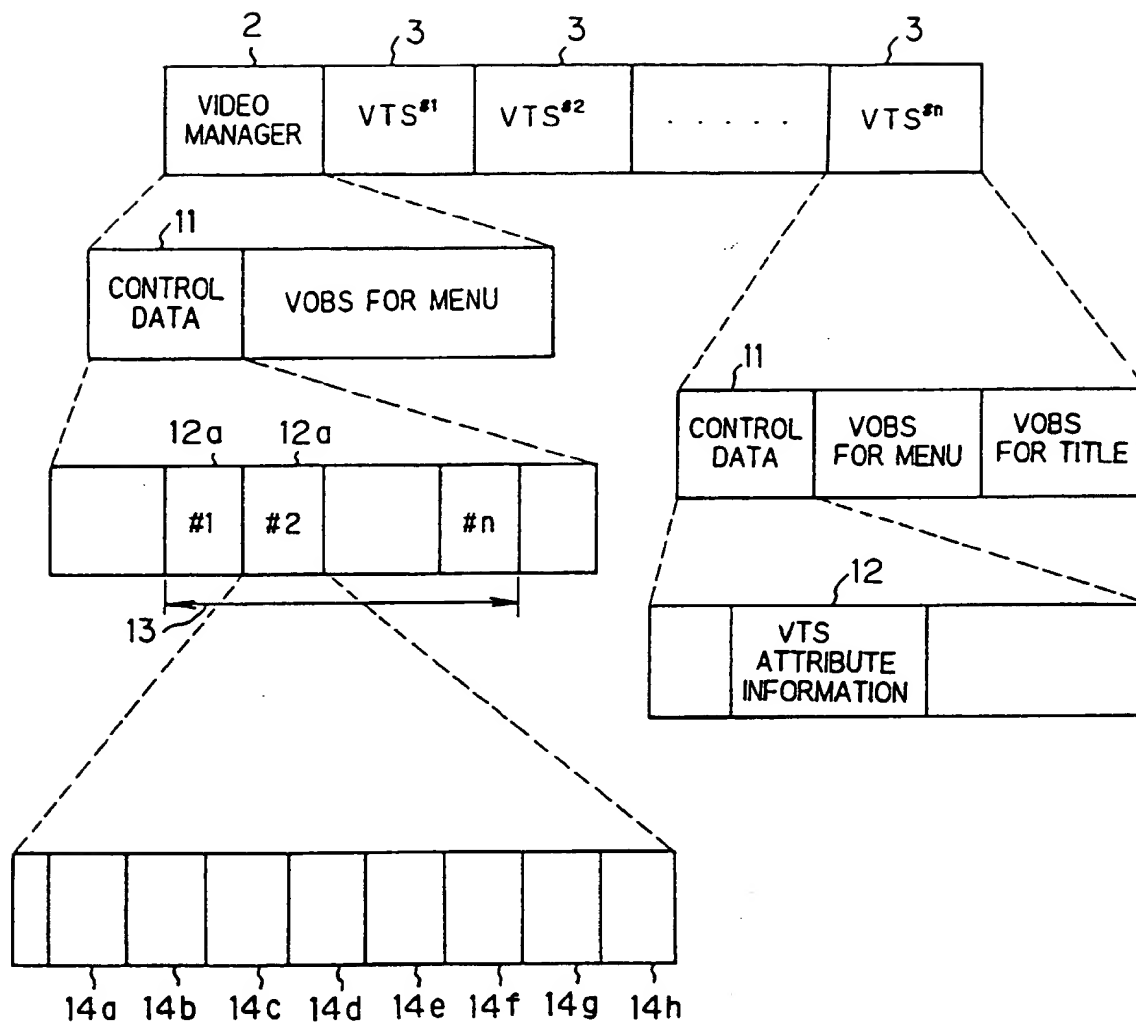 2 3 3 3
VIDEO
MANAGER
VTS#1 VTS#2 . . . . . VTS#n
11
CONTROL
DATA
VOBS FOR MENU
11
CONTROL
DATA
VOBS
FOR MENU
VOBS
FOR TITLE
12a 12a
#1 #2 #n
13
12
VTS
ATTRIBUTE
INFORMATION
14a 14b 14c 14d 14e 14f 14g 14h